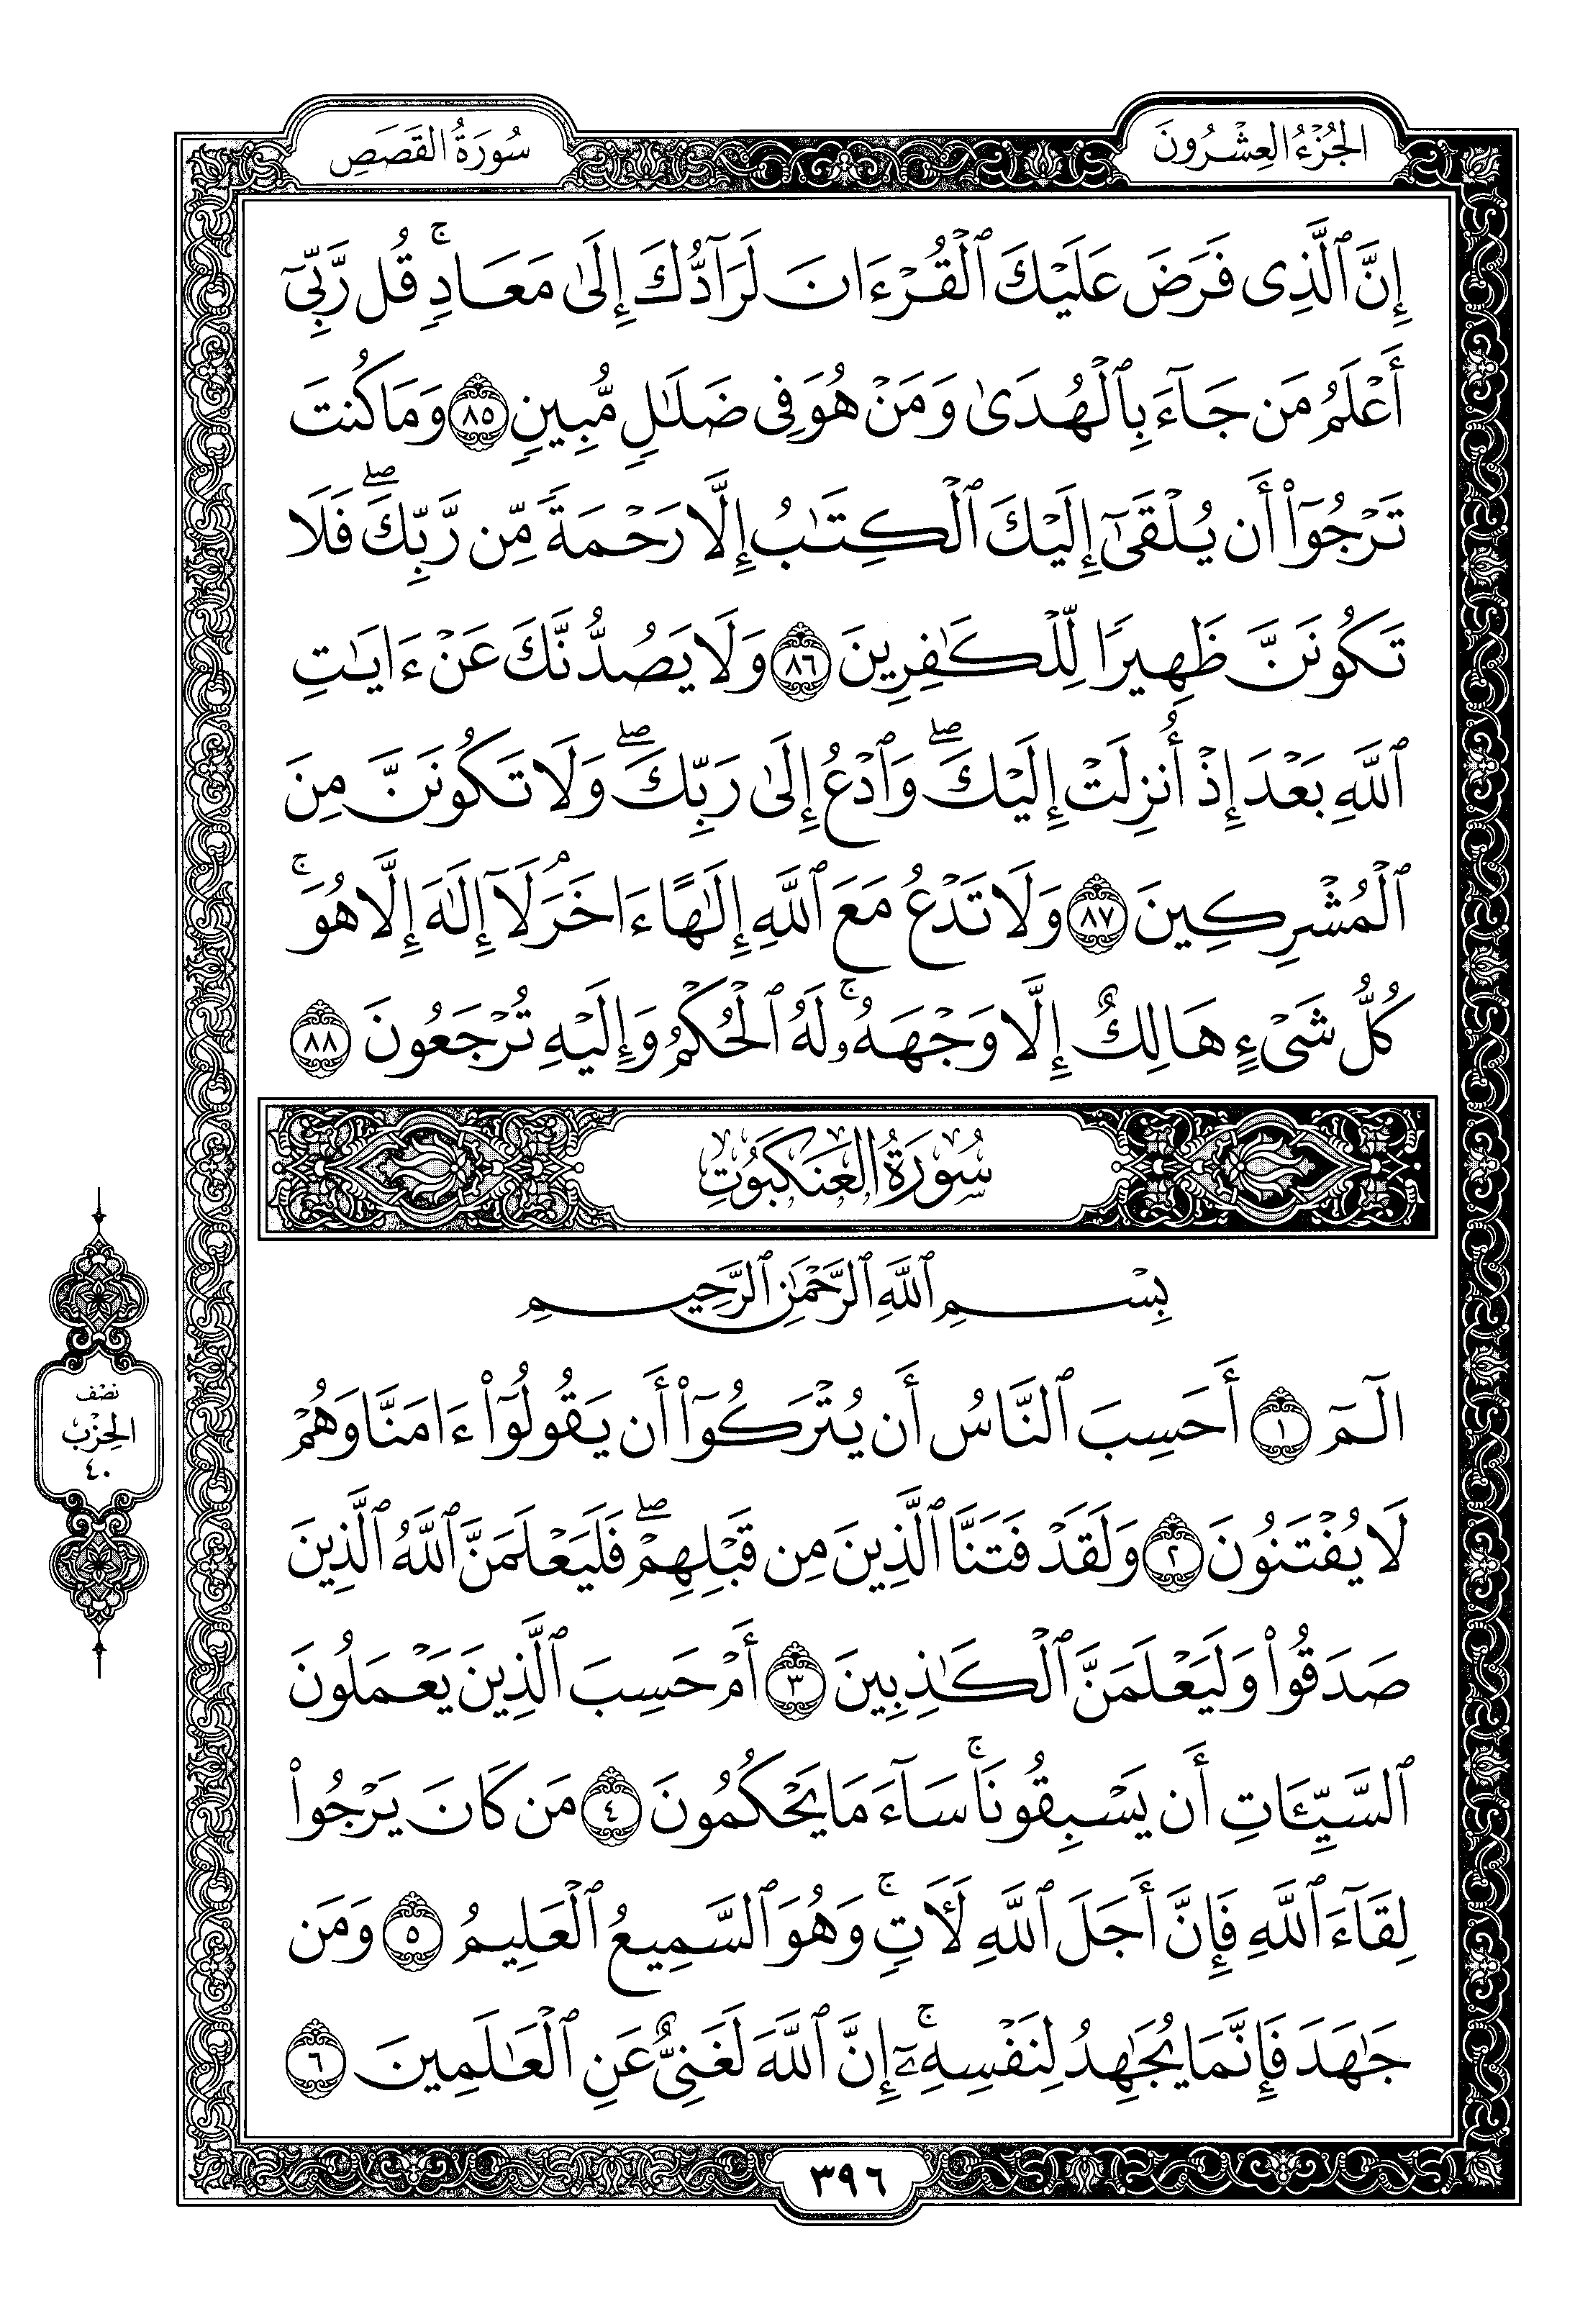 الجُزْءُ العِشْرُونَ
سُورَةُ القَصَصِ
إِنَّ ٱلَّذِى فَرَضَ عَلَيْكَ ٱلْقُرْءَانَ لَرَآدُّكَ إِلَىٰ مَعَادٍۚ قُل رَّبِّىٓ
أَعْلَمُ مَن جَآءَ بِٱلْهُدَىٰ وَمَنْ هُوَ فِى ضَلَـٰلٍ مُّبِينٍ ٨٥ وَمَا كُنتَ
تَرْجُوٓا۟ أَن يُلْقَىٰٓ إِلَيْكَ ٱلْكِتَـٰبُ إِلَّا رَحْمَةً مِّن رَّبِّكَۖ فَلَا
تَكُونَنَّ ظَهِيرًا لِّلْكَـٰفِرِينَ ٨٦ وَلَا يَصُدُّنَّكَ عَنْ ءَايَـٰتِ
ٱللَّهِ بَعْدَ إِذْ أُنزِلَتْ إِلَيْكَۖ وَٱدْعُ إِلَىٰ رَبِّكَۖ وَلَا تَكُونَنَّ مِنَ
ٱلْمُشْرِكِينَ ٨٧ وَلَا تَدْعُ مَعَ ٱللَّهِ إِلَـٰهًا ءَاخَرَۘ لَآ إِلَـٰهَ إِلَّا هُوَۚ
كُلُّ شَىْءٍ هَالِكٌ إِلَّا وَجْهَهُۥۚ لَهُ ٱلْحُكْمُ وَإِلَيْهِ تُرْجَعُونَ ٨٨
سُورَةُ العَنكَبُوتِ
بِسْمِ ٱللَّهِ ٱلرَّحْمَـٰنِ ٱلرَّحِيمِ
الٓمٓ ١ أَحَسِبَ ٱلنَّاسُ أَن يُتْرَكُوٓا۟ أَن يَقُولُوٓا۟ ءَامَنَّا وَهُمْ
لَا يُفْتَنُونَ ٢ وَلَقَدْ فَتَنَّا ٱلَّذِينَ مِن قَبْلِهِمْۖ فَلَيَعْلَمَنَّ ٱللَّهُ ٱلَّذِينَ
صَدَقُوا۟ وَلَيَعْلَمَنَّ ٱلْكَـٰذِبِينَ ٣ أَمْ حَسِبَ ٱلَّذِينَ يَعْمَلُونَ
ٱلسَّيِّـَٔاتِ أَن يَسْبِقُونَاۚ سَآءَ مَا يَحْكُمُونَ ٤ مَن كَانَ يَرْجُوا۟
لِقَآءَ ٱللَّهِ فَإِنَّ أَجَلَ ٱللَّهِ لَـَٔاتٍۚ وَهُوَ ٱلسَّمِيعُ ٱلْعَلِيمُ ٥ وَمَن
جَـٰهَدَ فَإِنَّمَا يُجَـٰهِدُ لِنَفْسِهِۦٓۚ إِنَّ ٱللَّهَ لَغَنِىٌّ عَنِ ٱلْعَـٰلَمِينَ ٦
نصف
الحِزْب
٤٠
٣٩٦